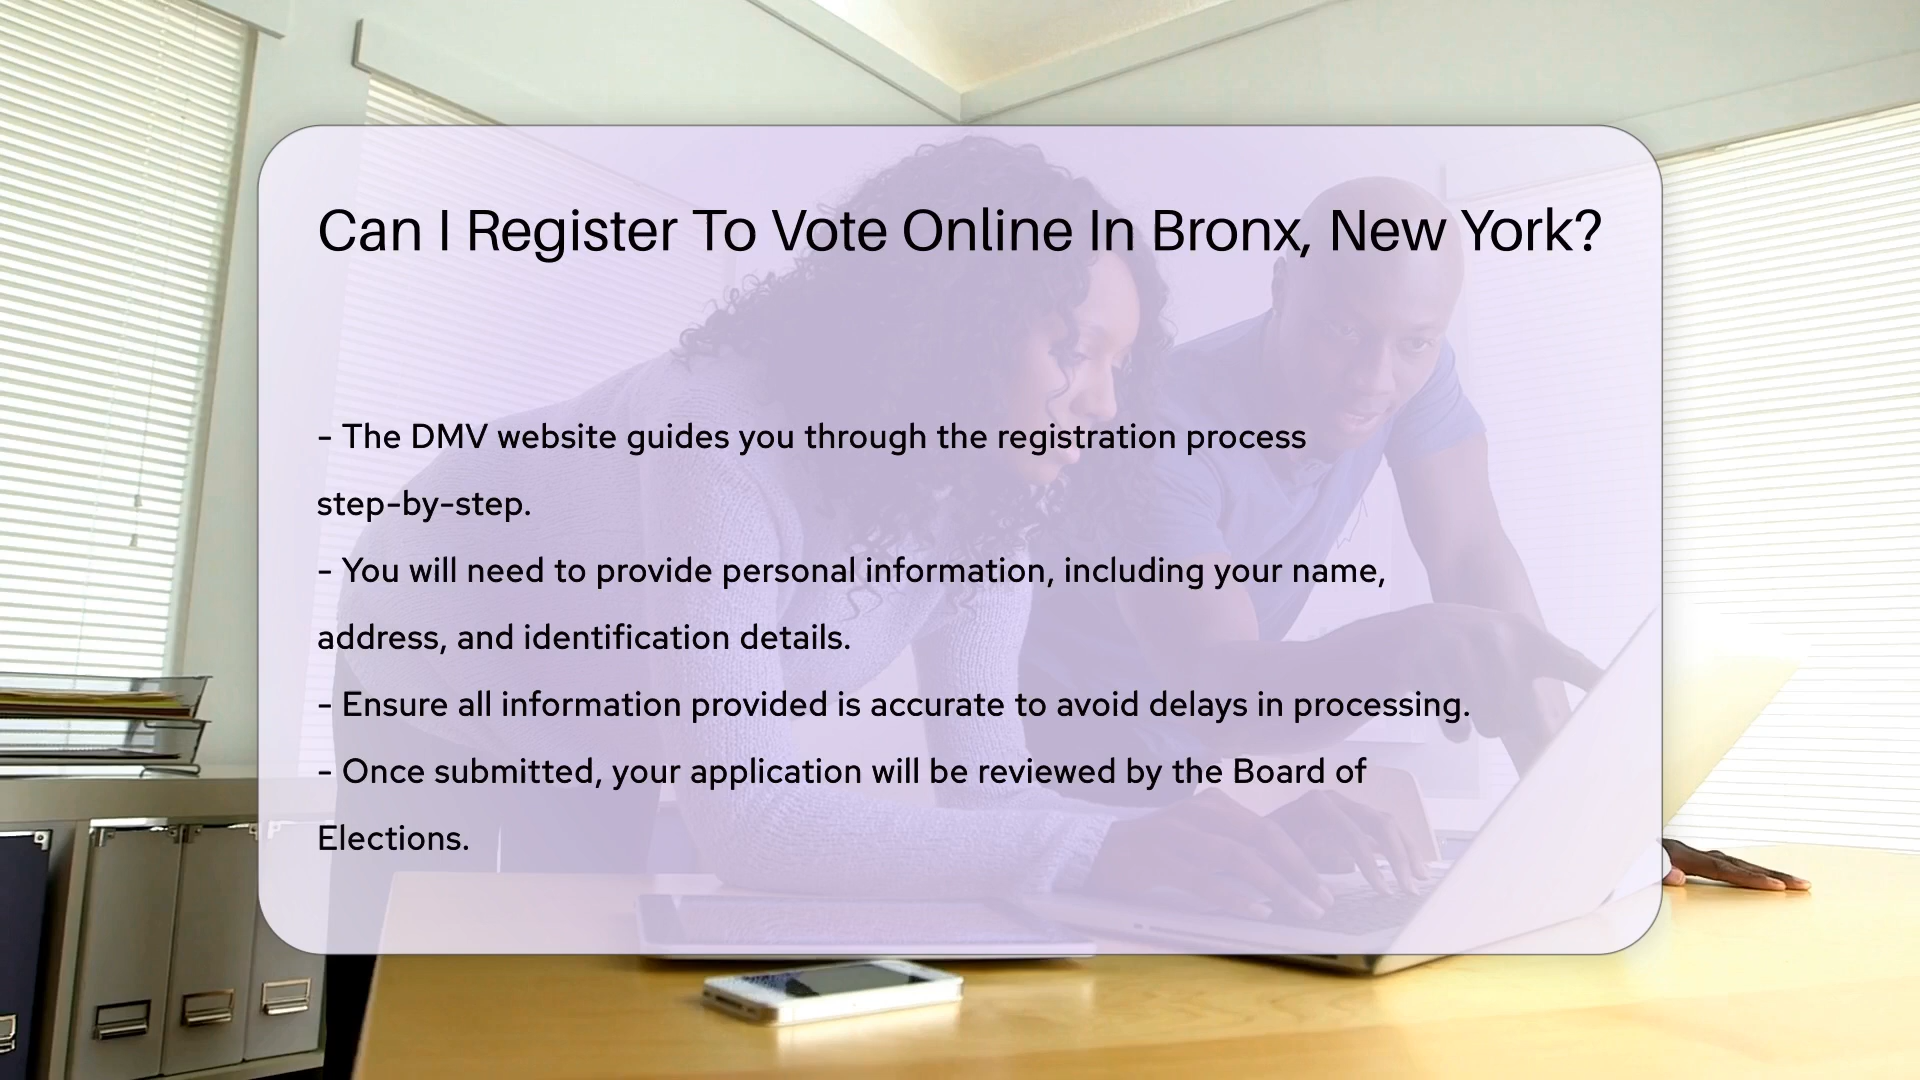 Can I Register To Vote Online In Bronx, New York?
- The DMV website guides you through the registration process
step-by-step.
- You will need to provide personal information, including your name,
address, and identification details.
- Ensure all information provided is accurate to avoid delays in processing.
- Once submitted, your application will be reviewed by the Board of
Elections.